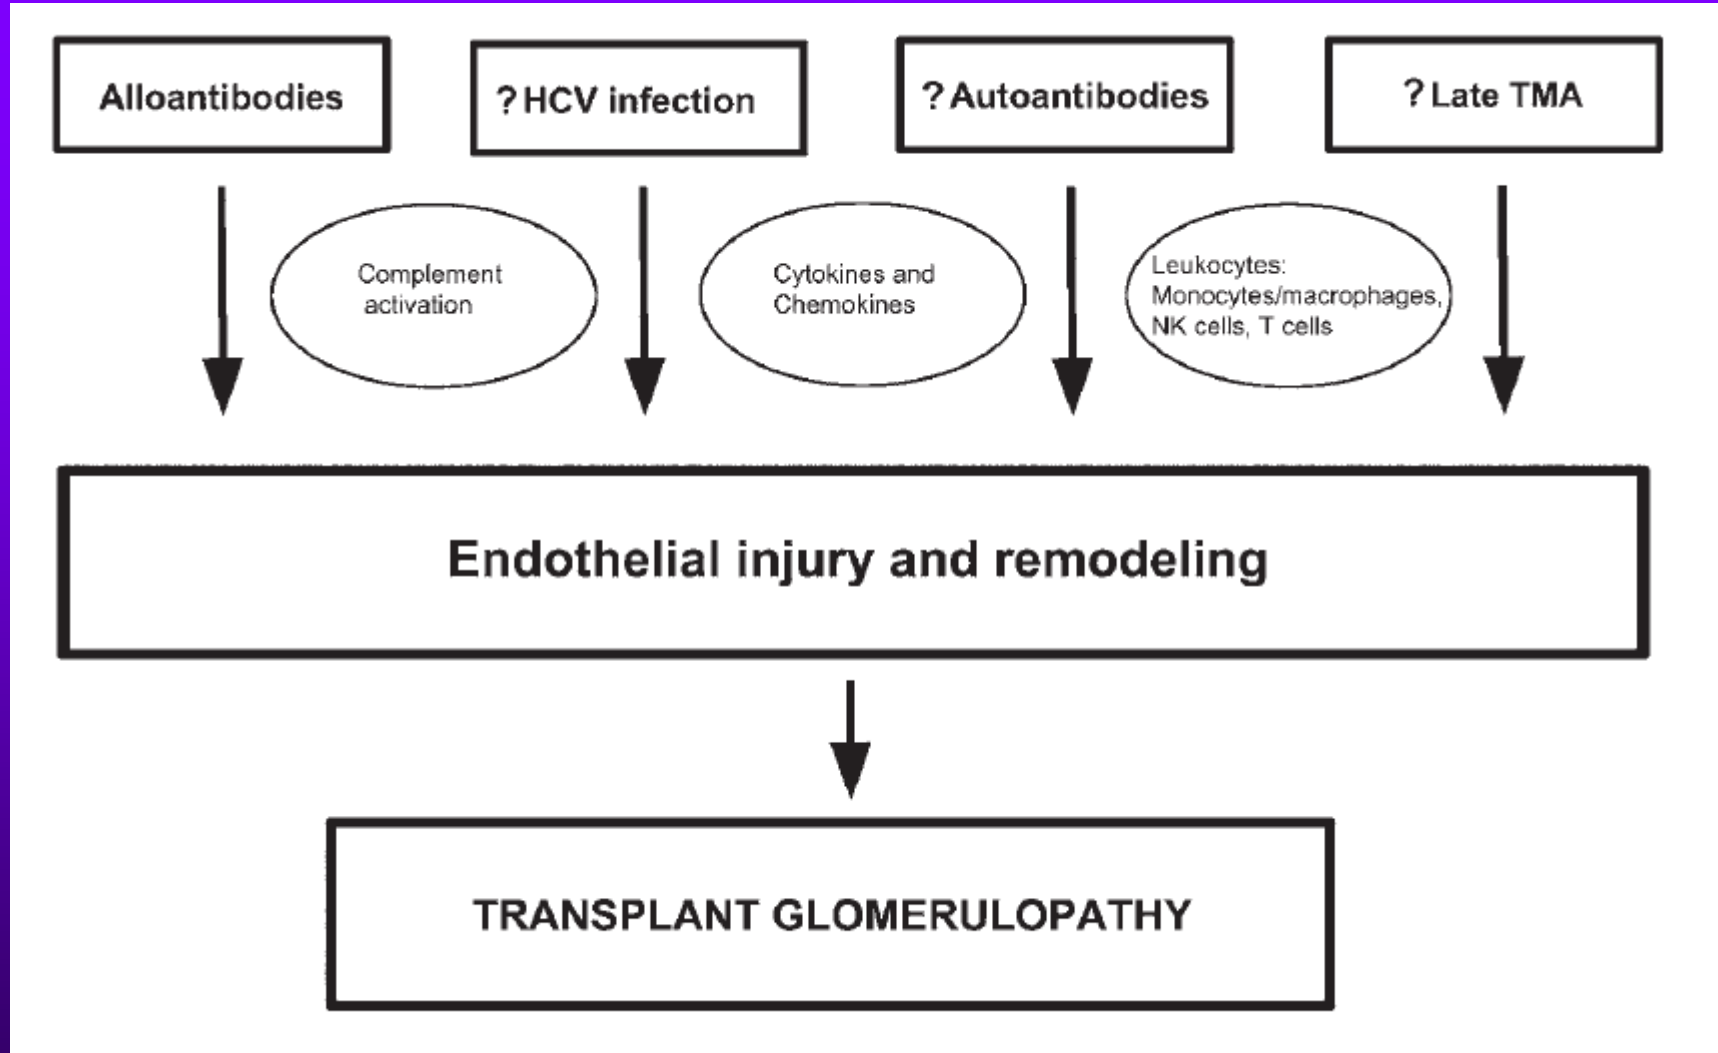 Alloantibodies
? HCV infection
? Autoantibodies
? Late TMA
Complement
activation
Cytokines and
Chemokines
Leukocytes:
Monocytes/macrophages,
NK cells, T cells
Endothelial injury and remodeling
TRANSPLANT GLOMERULOPATHY